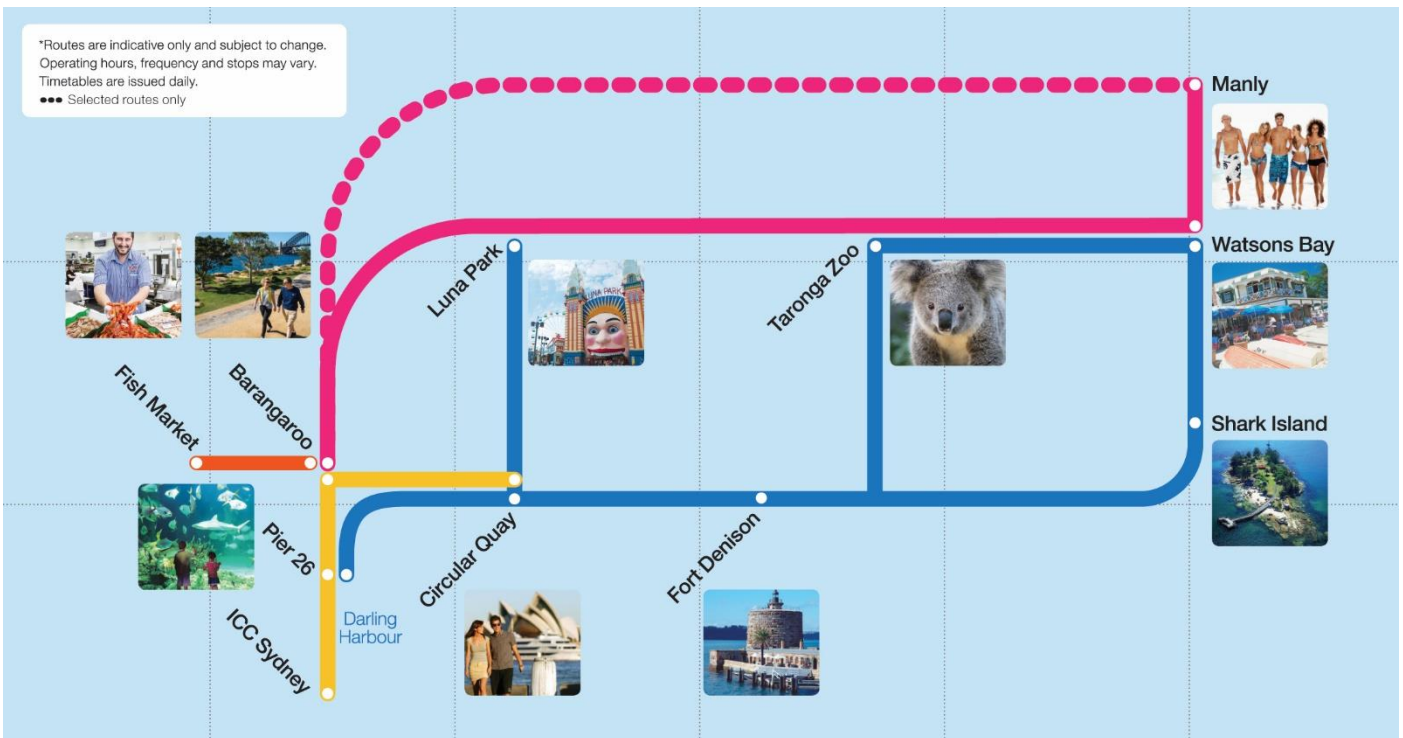 *Routes are indicative only and subject to change.
Operating hours, frequency and stops may vary.
Timetables are issued daily.
●●● Selected routes only
Manly
Luna Park
LUNA PARK
Taronga Zoo
Watsons Bay
Fish Market
Barangaroo
Shark Island
Pier 26
Circular Quay
Fort Denison
Darling
Harbour
ICC Sydney